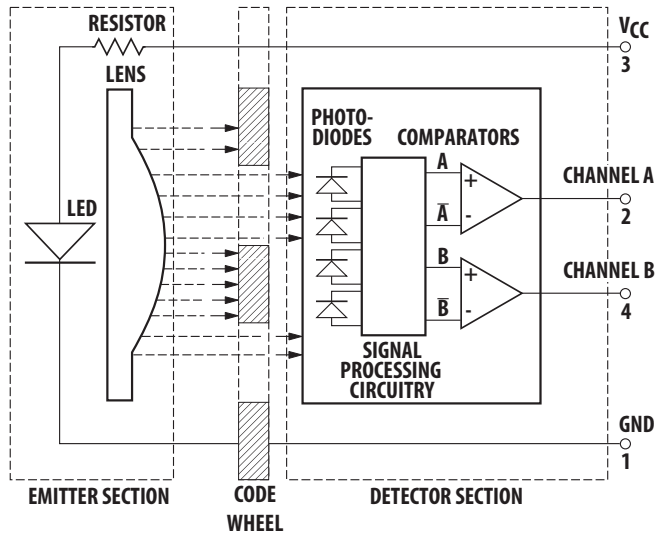 RESISTOR
V CC
3
LENS
PHOTO-
DIODES
COMPARATORS
A
+
CHANNEL A
LED
A̅
-
2
B
+
CHANNEL B
B̅
-
4
SIGNAL
PROCESSING
CIRCUITRY
GND
1
EMITTER SECTION
CODE
WHEEL
DETECTOR SECTION